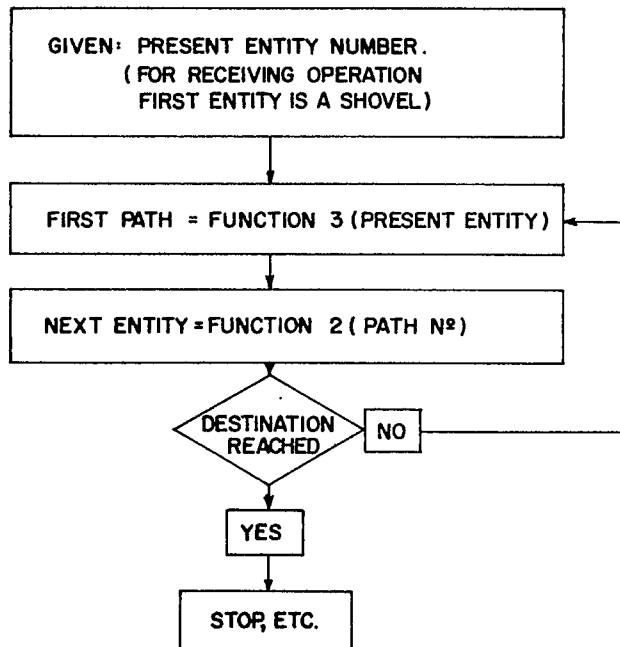 GIVEN: PRESENT ENTITY NUMBER.
(FOR RECEIVING OPERATION
FIRST ENTITY IS A SHOVEL)
FIRST PATH = FUNCTION 3 (PRESENT ENTITY)
NEXT ENTITY = FUNCTION 2 ( PATH Nº)
DESTINATION
REACHED
NO
YES
STOP, ETC.